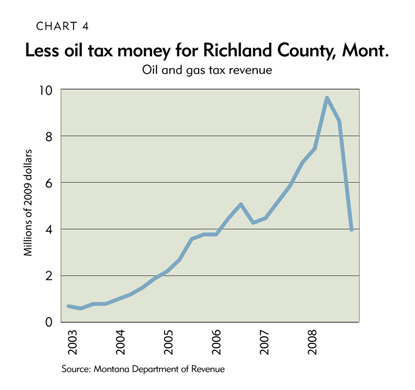 CHART 4
Less oil tax money for Richland County, Mont.
Oil and gas tax revenue
Millions of 2009 dollars
10
8
6
4
2
0
2003
2004
2005
2006
2007
2008
Source: Montana Department of Revenue